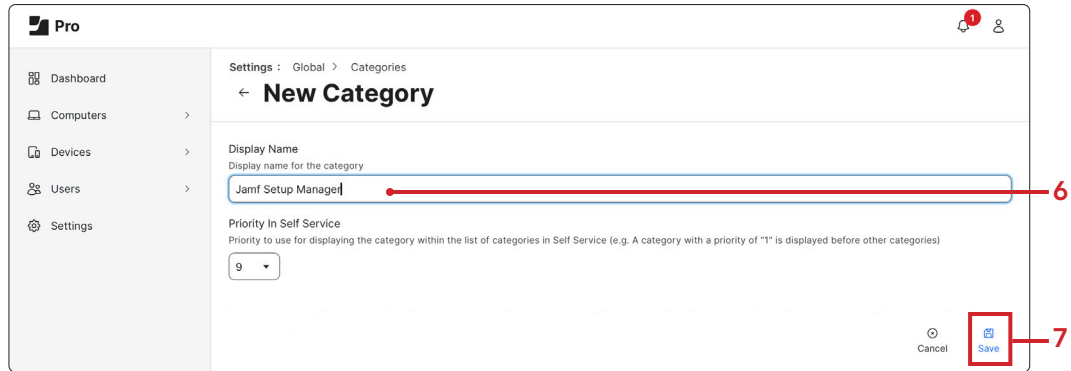 Pro
1
Settings : Global > Categories
← New Category
Dashboard
Computers
Devices
Users
Settings
Display Name
Display name for the category
Jamf Setup Manager
6
Priority In Self Service
Priority to use for displaying the category within the list of categories in Self Service (e.g. A category with a priority of "1" is displayed before other categories)
9
Cancel
Save
7